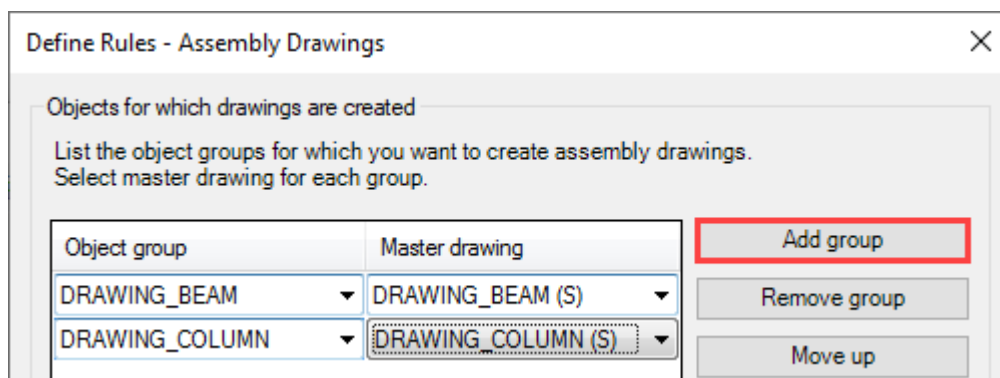 Define Rules - Assembly Drawings
Objects for which drawings are created
List the object groups for which you want to create assembly drawings.
Select master drawing for each group.
Object group Master drawing Add group
DRAWING_BEAM DRAWING_BEAM (S) Remove group
DRAWING_COLUMN DRAWING_COLUMN (S)
Move up